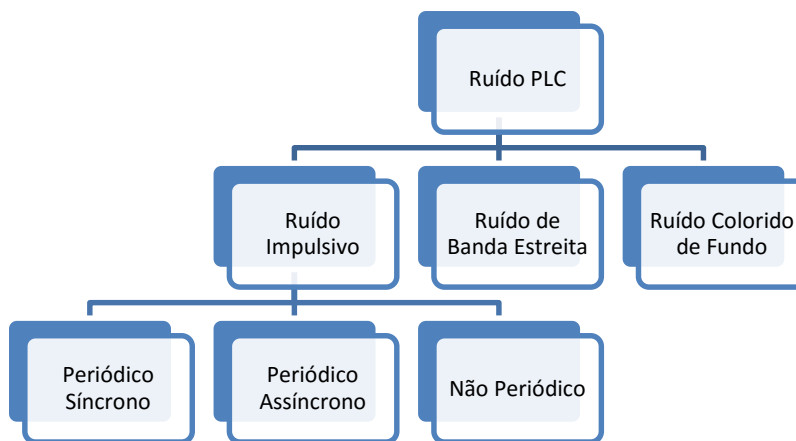 Ruído PLC
Ruído
Impulsivo
Ruído de
Banda Estreita
Ruído Colorido
de Fundo
Periódico
Síncrono
Periódico
Assíncrono
Não Periódico